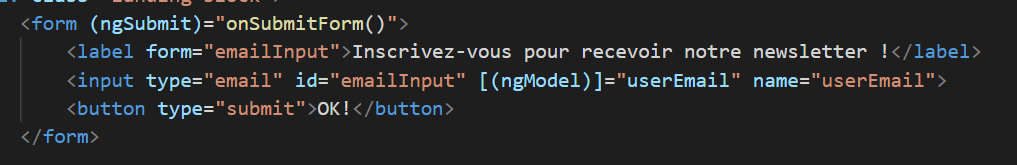 <form (ngSubmit)="onSubmitForm()">
<label form="emailInput">Inscrivez-vous pour recevoir notre newsletter !</label>
<input type="email" id="emailInput" [(ngModel)]="userEmail" name="userEmail">
<button type="submit">OK!</button>
</form>